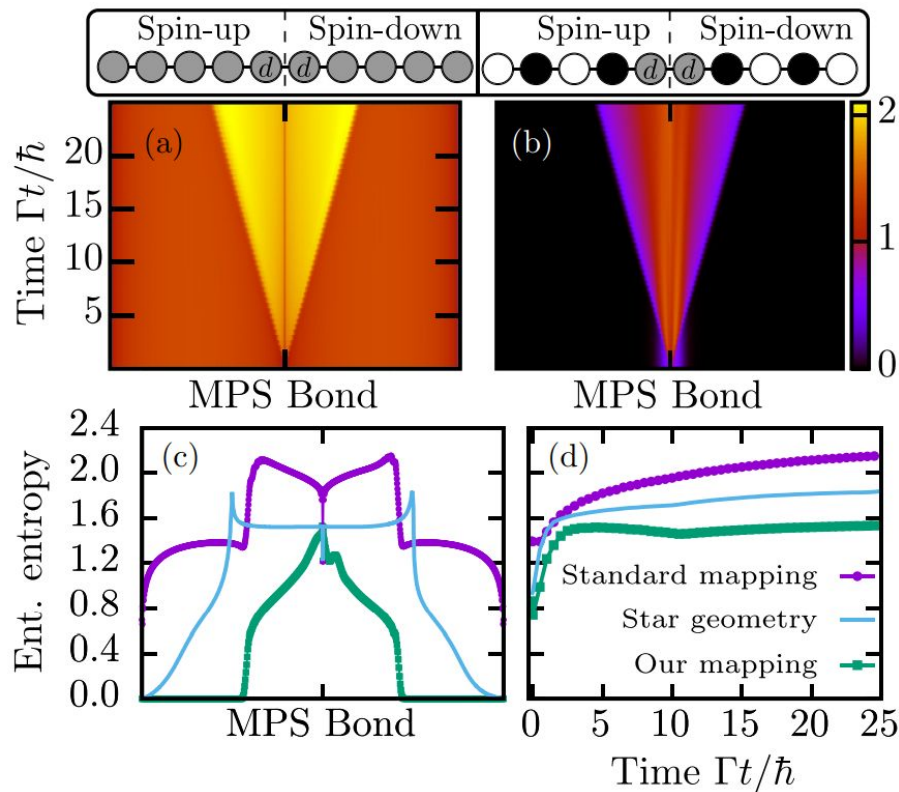 Spin-up Spin-down Spin-up Spin-down
d d d d
(a) (b)
Time Γt/ħ
20
15
10
5
2
1
0
MPS Bond MPS Bond
(c) (d)
Ent. entropy
2.4
2.0
1.6
1.2
0.8
0.4
0.0
Standard mapping
Star geometry
Our mapping
MPS Bond
0 5 10 15 20 25
Time Γt/ħ